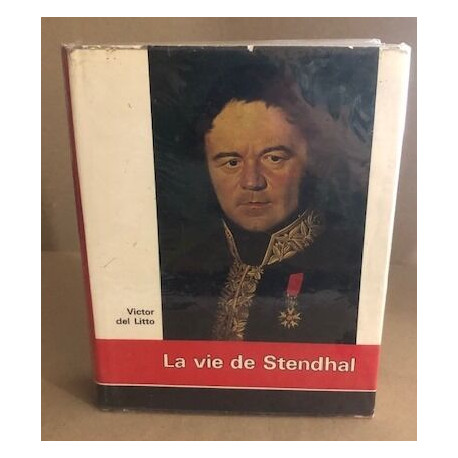 Victor
del Litto
La vie de Stendhal